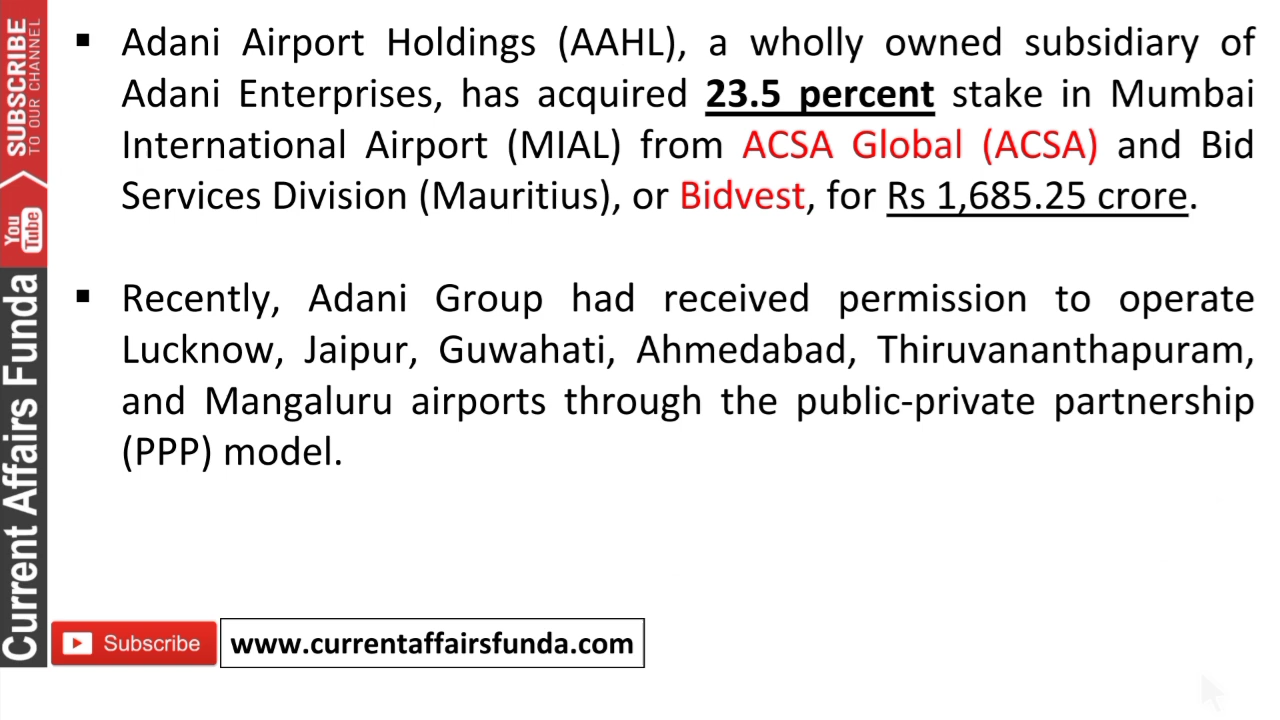 ▪ Adani Airport Holdings (AAHL), a wholly owned subsidiary of
Adani Enterprises, has acquired 23.5 percent stake in Mumbai
International Airport (MIAL) from ACSA Global (ACSA) and Bid
Services Division (Mauritius), or Bidvest, for Rs 1,685.25 crore.
▪ Recently, Adani Group had received permission to operate
Lucknow, Jaipur, Guwahati, Ahmedabad, Thiruvananthapuram,
and Mangaluru airports through the public-private partnership
(PPP) model.
SUBSCRIBE
TO OUR CHANNEL
You
Tube
Current Affairs Funda
Subscribe
www.currentaffairsfunda.com